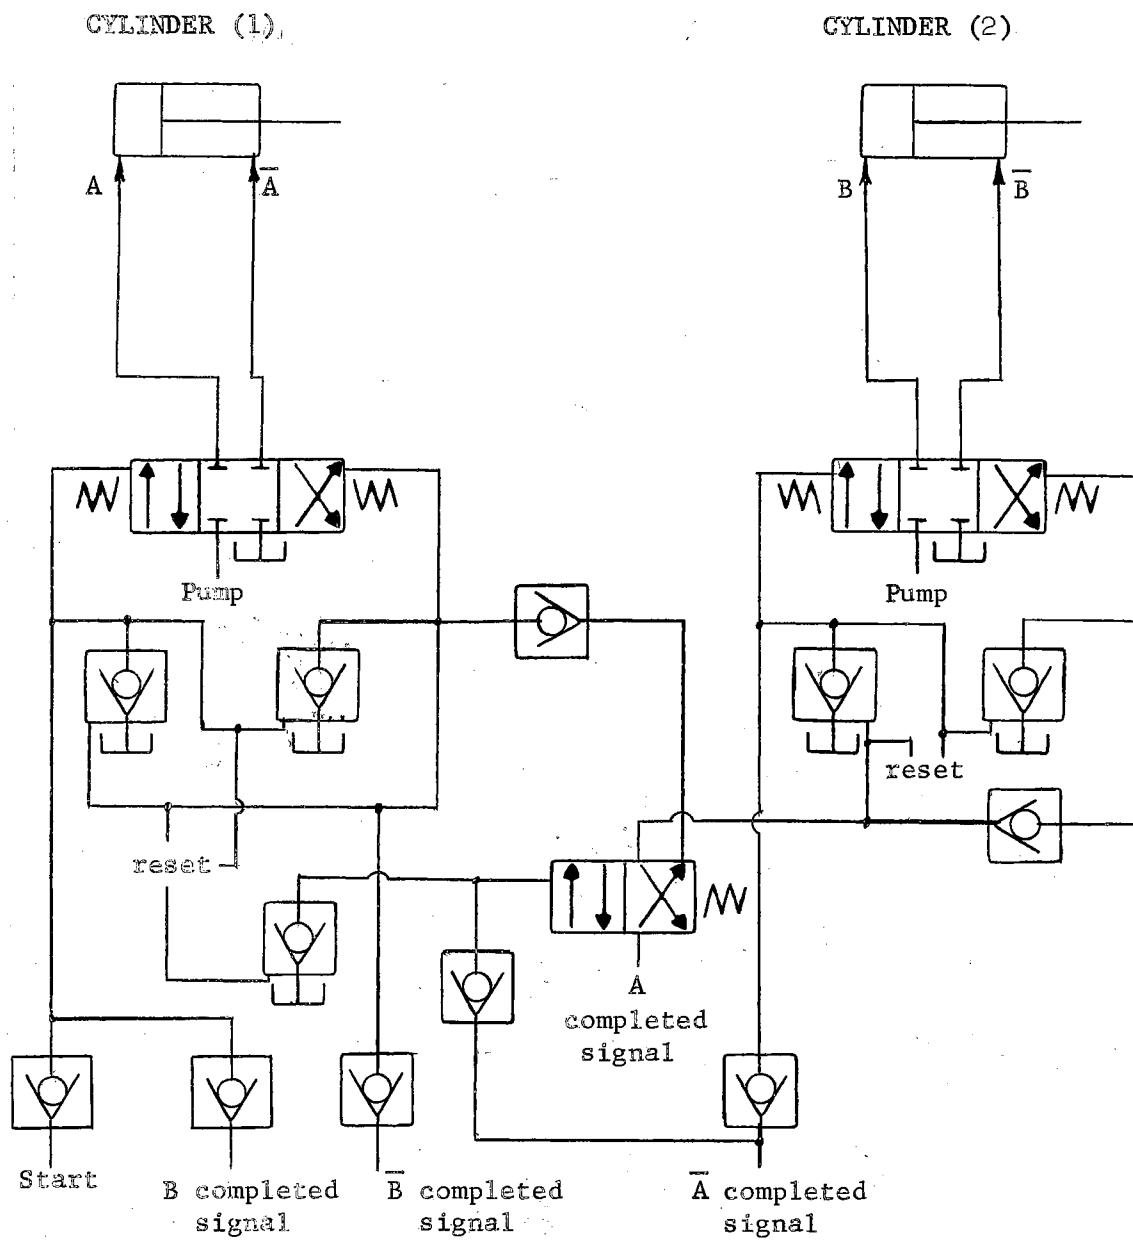 CYLINDER (1)
CYLINDER (2)
A
A̅
B
B̅
Pump
Pump
reset
reset
A
completed
signal
Start
B completed
signal
B̅ completed
signal
A̅ completed
signal